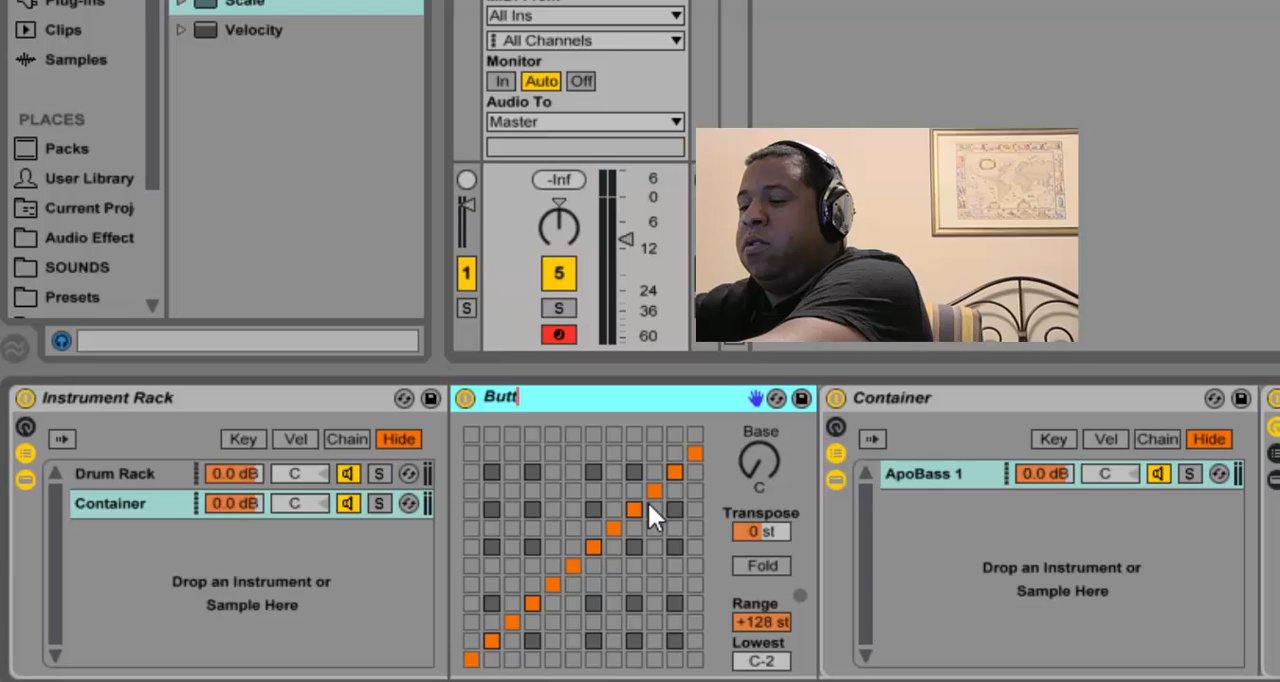 Plug-ins
Clips
Samples
PLACES
Packs
User Library
Current Proj
Audio Effect
SOUNDS
Presets
Scale
Velocity
All Ins
All Channels
Monitor
In Auto Off
Audio To
Master
-Inf
6
0
6
12
24
36
60
1 5
S S
Instrument Rack
Key Vel Chain Hide
Drum Rack 0.0 dB C S
Container 0.0 dB C S
Drop an Instrument or
Sample Here
Butt
Base
C
Transpose
0 st
Fold
Range
+128 st
Lowest
C-2
Container
Key Vel Chain Hide
ApoBass 1 0.0 dB C S
Drop an Instrument or
Sample Here